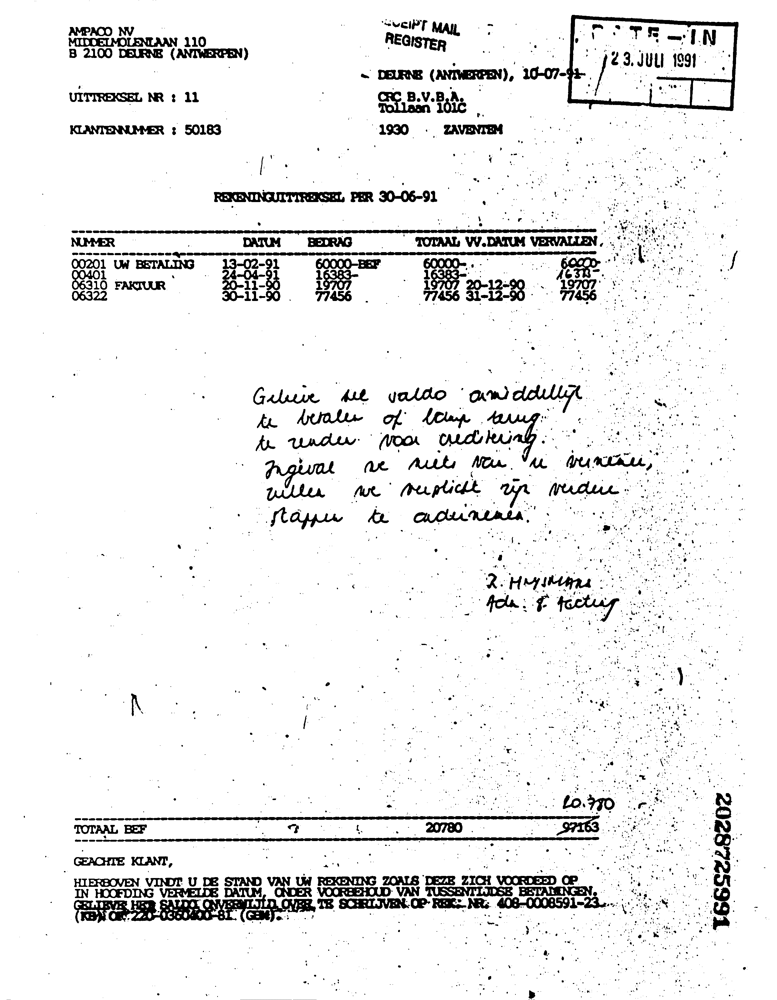 AMPACO NV
MIDDELMOLENLAAN 110
B 2100 DEURNE (ANTWERPEN)
RECEIPT MAIL
REGISTER
DATE-IN
23. JULI 1991
DEURNE (ANTWERPEN), 10-07-91
UITTREKSEL NR : 11
CRC B.V.B.A.
Tollaan 101C
KLANTENNUMMER : 50183
1930 ZAVENTEM
REKENINGUITTREKSEL PER 30-06-91
NUMMER DATUM BEDRAG TOTAAL VV.DATUM VERVALLEN
00201 UW BETALING 13-02-91 60000-BEF 60000- 60000-
00401 24-04-91 16383- 16383- 16383-
06310 FAKTUUR 20-11-90 19707 19707 20-12-90 19707
06322 30-11-90 77456 77456 31-12-90 77456
Gelieve het saldo onmiddellijk
te betalen of terug
te zenden voor creditering.
Ingeval we niets van u vernemen,
zullen we verplicht zijn verdere
stappen te ondernemen.
R. HUYSMANS
Adm. &
20.780
TOTAAL BEF 20780 97163
GEACHTE KLANT,
HIERBOVEN VINDT U DE STAND VAN UW REKENING ZOALS DEZE ZICH VOORDEED OP
IN HOOFDING VERMELDE DATUM, ONDER VOORBEHOUD VAN TUSSENTIJDSE BETALINGEN.
GELIEVE HET SALDO ONVERWIJLD OVER TE SCHRIJVEN OP REK. NR. 408-0008591-23
(KB) OF 220-0360400-81 (GBM).
2028725991